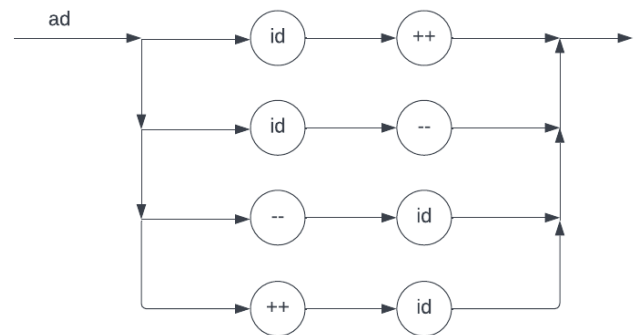 ad
id ++
id --
-- id
++ id